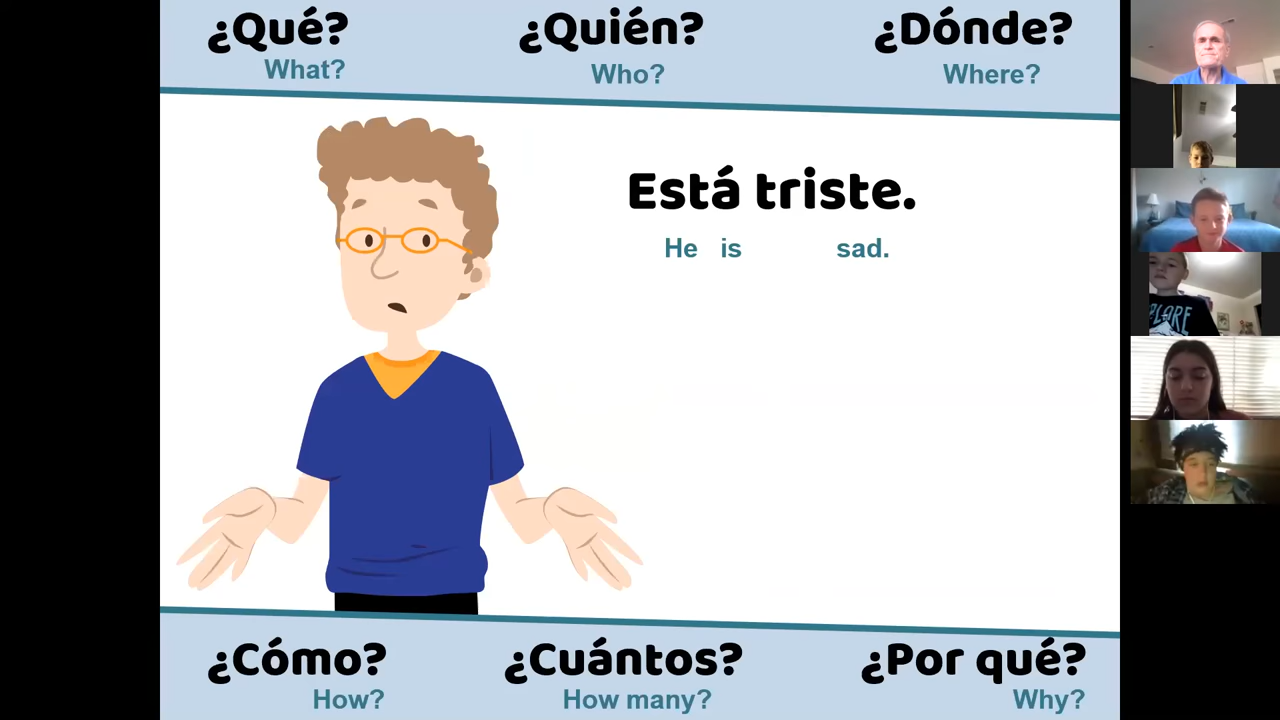 ¿Qué?
What?
¿Quién?
Who?
¿Dónde?
Where?
Está triste.
He is sad.
¿Cómo?
How?
¿Cuántos?
How many?
¿Por qué?
Why?